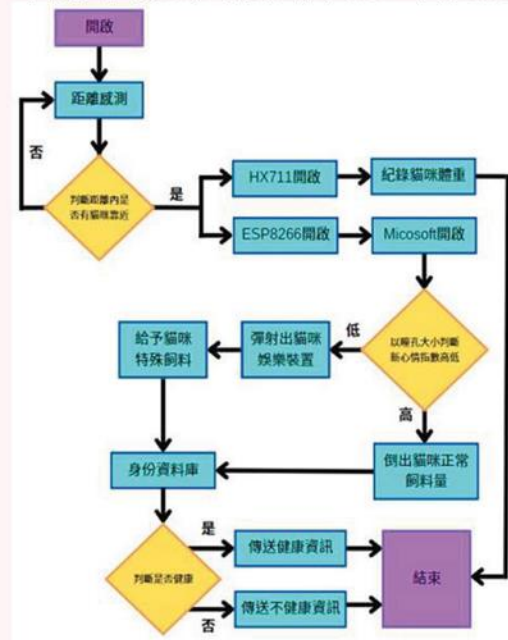 開啟
距離感測
否
判斷距離內是
否有貓咪靠近
是
HX711開啟
紀錄貓咪體重
ESP8266開啟
Micosoft開啟
以瞳孔大小判斷
新心情指數高低
低
彈射出貓咪
娛樂裝置
給予貓咪
特殊飼料
高
倒出貓咪正常
飼料量
身份資料庫
判斷是否健康
是
傳送健康資訊
否
傳送不健康資訊
結束